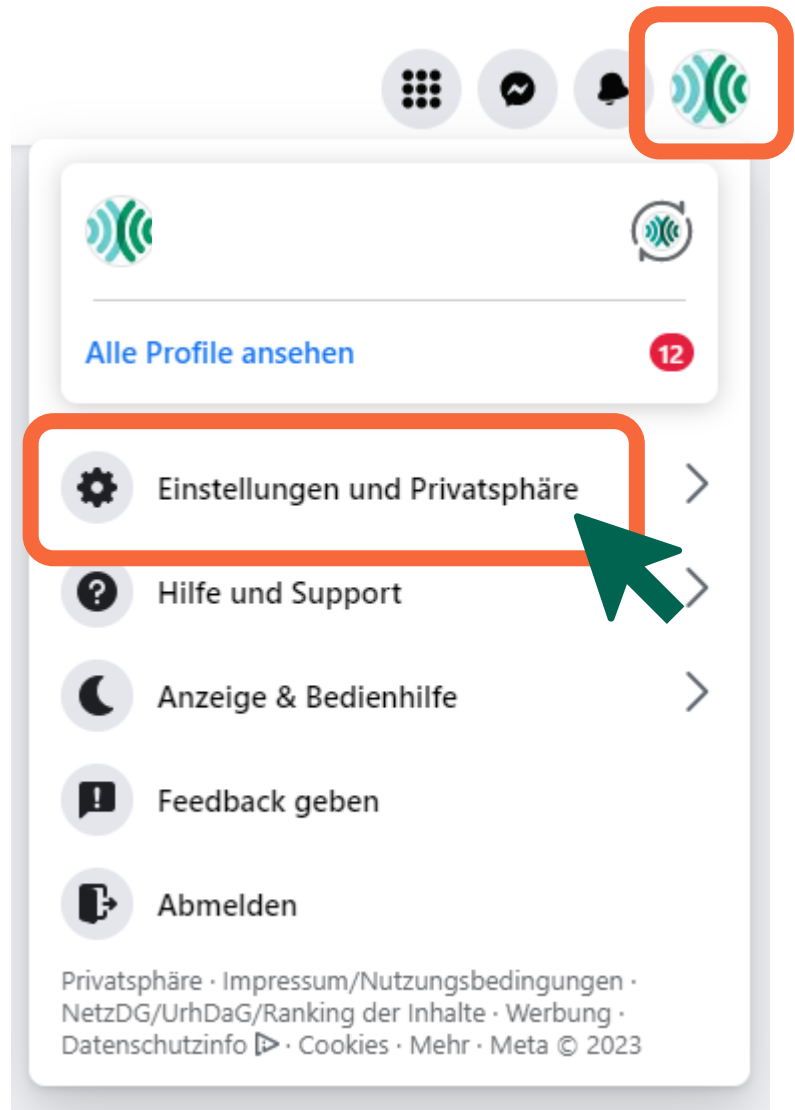 Alle Profile ansehen
12
Einstellungen und Privatsphäre
Hilfe und Support
Anzeige & Bedienhilfe
Feedback geben
Abmelden
Privatsphäre · Impressum/Nutzungsbedingungen ·
NetzDG/UrhDaG/Ranking der Inhalte · Werbung ·
Datenschutzinfo · Cookies · Mehr · Meta © 2023